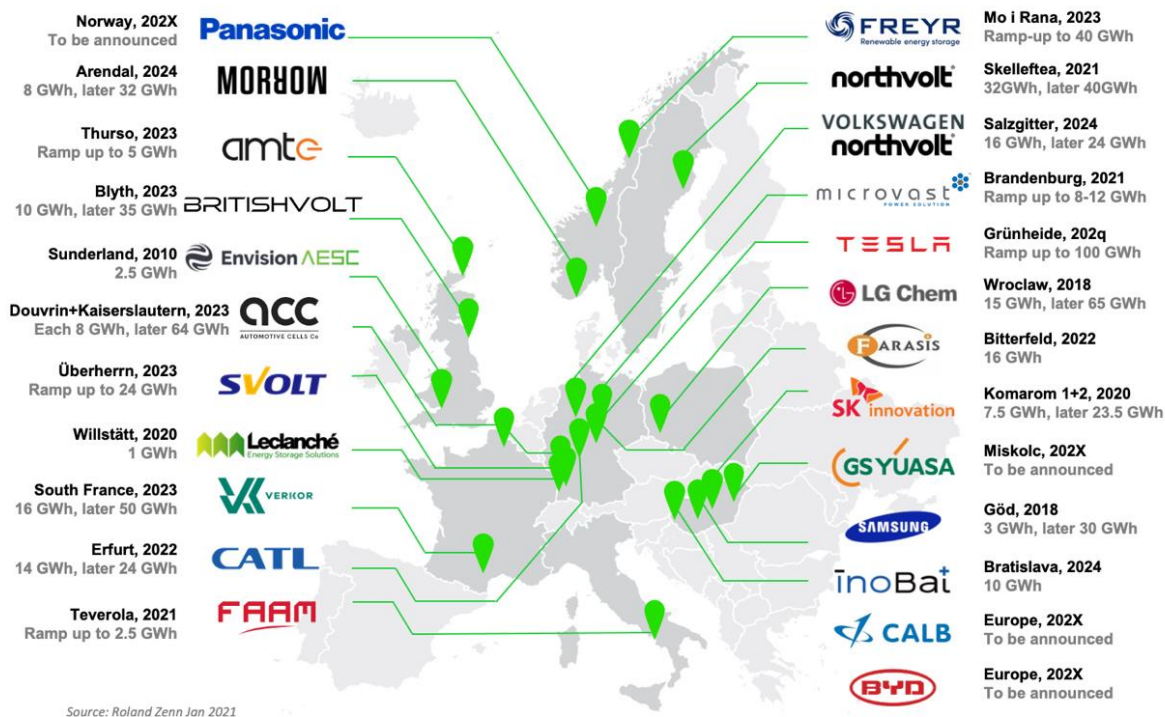 Norway, 202X
To be announced
Panasonic
Arendal, 2024
8 GWh, later 32 GWh
MORROW
Thurso, 2023
Ramp up to 5 GWh
amte
Blyth, 2023
10 GWh, later 35 GWh
BRITISHVOLT
Sunderland, 2010
2.5 GWh
Envision AESC
Douvrin+Kaiserslautern, 2023
Each 8 GWh, later 64 GWh
acc
AUTOMOTIVE CELLS Co
Überherrn, 2023
Ramp up to 24 GWh
SVOLT
Willstätt, 2020
1 GWh
Leclanché
Energy Storage Solutions
South France, 2023
16 GWh, later 50 GWh
VERKOR
Erfurt, 2022
14 GWh, later 24 GWh
CATL
Teverola, 2021
Ramp up to 2.5 GWh
FAAM
FREYR
Renewable energy storage
Mo i Rana, 2023
Ramp-up to 40 GWh
northvolt
Skelleftea, 2021
32GWh, later 40GWh
VOLKSWAGEN
northvolt
Salzgitter, 2024
16 GWh, later 24 GWh
microvast
POWER SOLUTION
Brandenburg, 2021
Ramp up to 8-12 GWh
TESLA
Grünheide, 202q
Ramp up to 100 GWh
LG Chem
Wroclaw, 2018
15 GWh, later 65 GWh
FARASIS
Bitterfeld, 2022
16 GWh
SK innovation
Komarom 1+2, 2020
7.5 GWh, later 23.5 GWh
GS YUASA
Miskolc, 202X
To be announced
SAMSUNG
Göd, 2018
3 GWh, later 30 GWh
ınoBat
Bratislava, 2024
10 GWh
CALB
Europe, 202X
To be announced
BYD
Europe, 202X
To be announced
Source: Roland Zenn Jan 2021